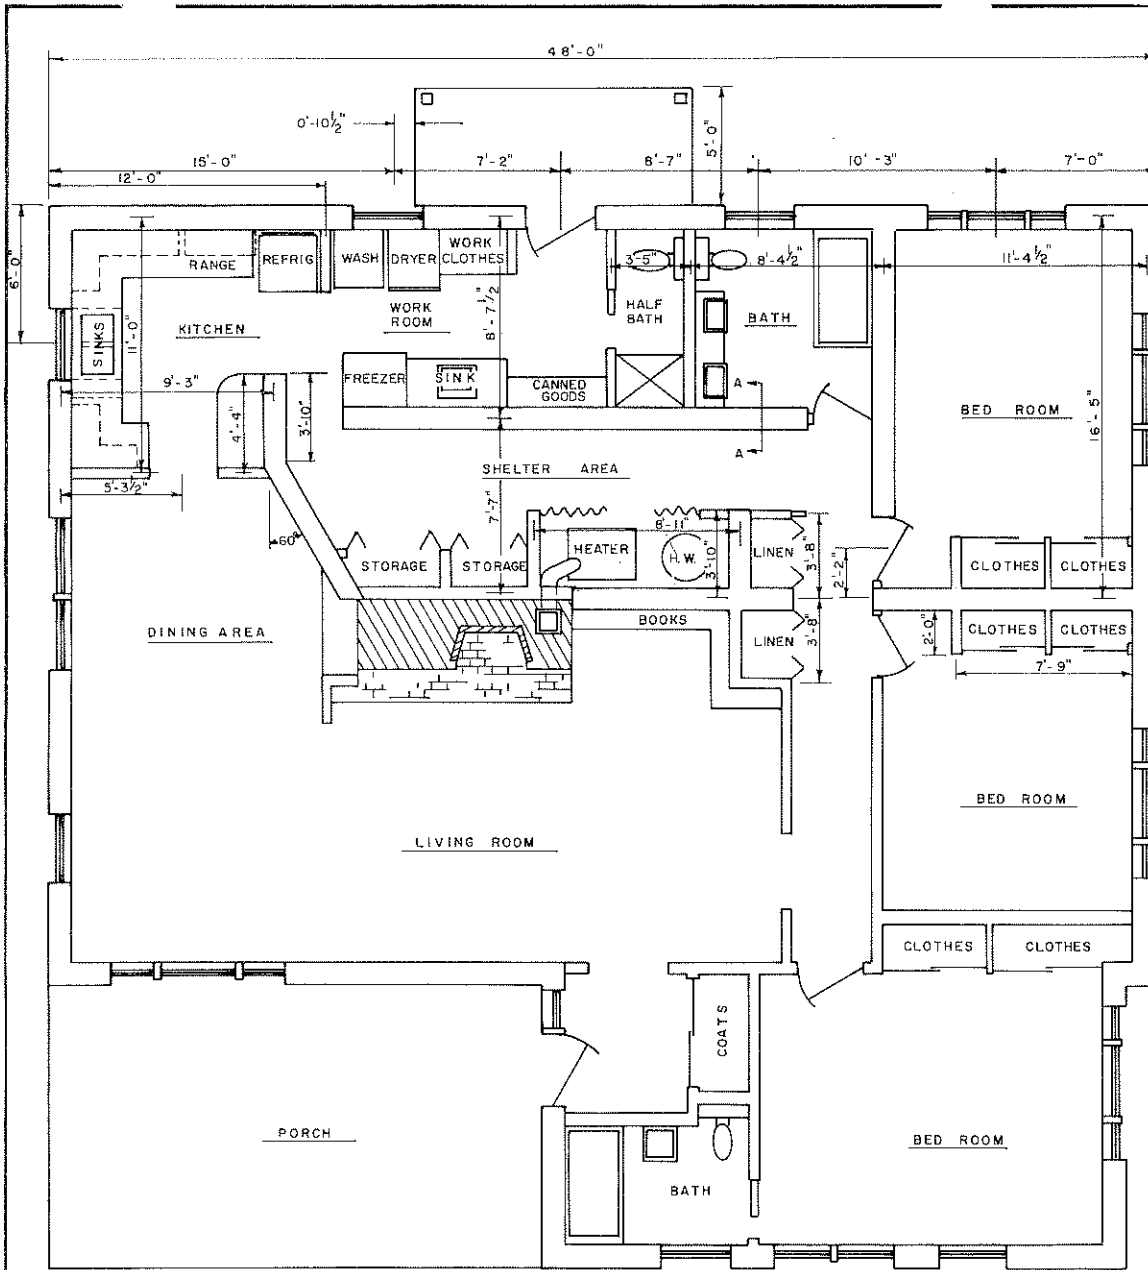 48'-0"
0'-10½"
5'-0"
15'-0"
7'-2"
8'-7"
10'-3"
7'-0"
12'-0"
6'-0"
RANGE
REFRIG
WASH
DRYER
WORK
CLOTHES
3'-5"
8'-4½"
11'-4½"
SINKS
11'-0"
KITCHEN
WORK
ROOM
8'-7½"
HALF
BATH
BATH
9'-3"
FREEZER
SINK
CANNED
GOODS
A
BED ROOM
16'-5"
4'-4"
3'-10"
A
SHELTER AREA
5'-3½"
7'-7"
8'-11"
60°
STORAGE
STORAGE
HEATER
H.W.
3'-10"
LINEN
3'-8"
2'-2"
CLOTHES
CLOTHES
DINING AREA
BOOKS
LINEN
3'-8"
2'-0"
CLOTHES
CLOTHES
7'-9"
LIVING ROOM
BED ROOM
CLOTHES
CLOTHES
COATS
PORCH
BED ROOM
BATH